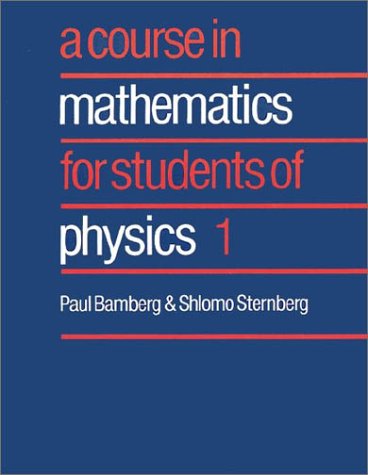 a course in
mathematics
for students of
physics 1
Paul Bamberg & Shlomo Sternberg